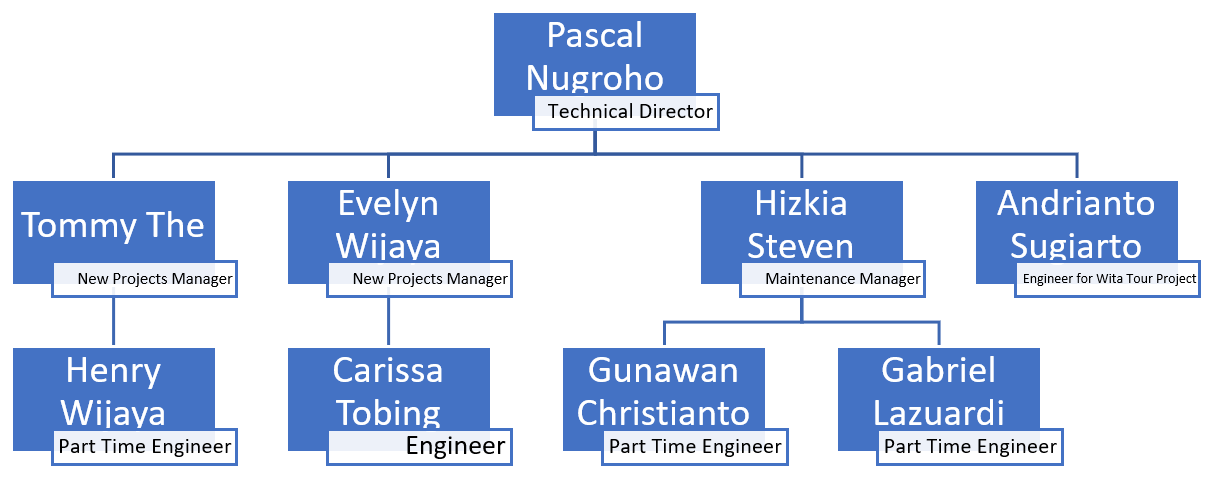 Pascal
Nugroho
Technical Director
Tommy The
New Projects Manager
Evelyn
Wijaya
New Projects Manager
Hizkia
Steven
Maintenance Manager
Andrianto
Sugiarto
Engineer for Wita Tour Project
Henry
Wijaya
Part Time Engineer
Carissa
Tobing
Engineer
Gunawan
Christianto
Part Time Engineer
Gabriel
Lazuardi
Part Time Engineer